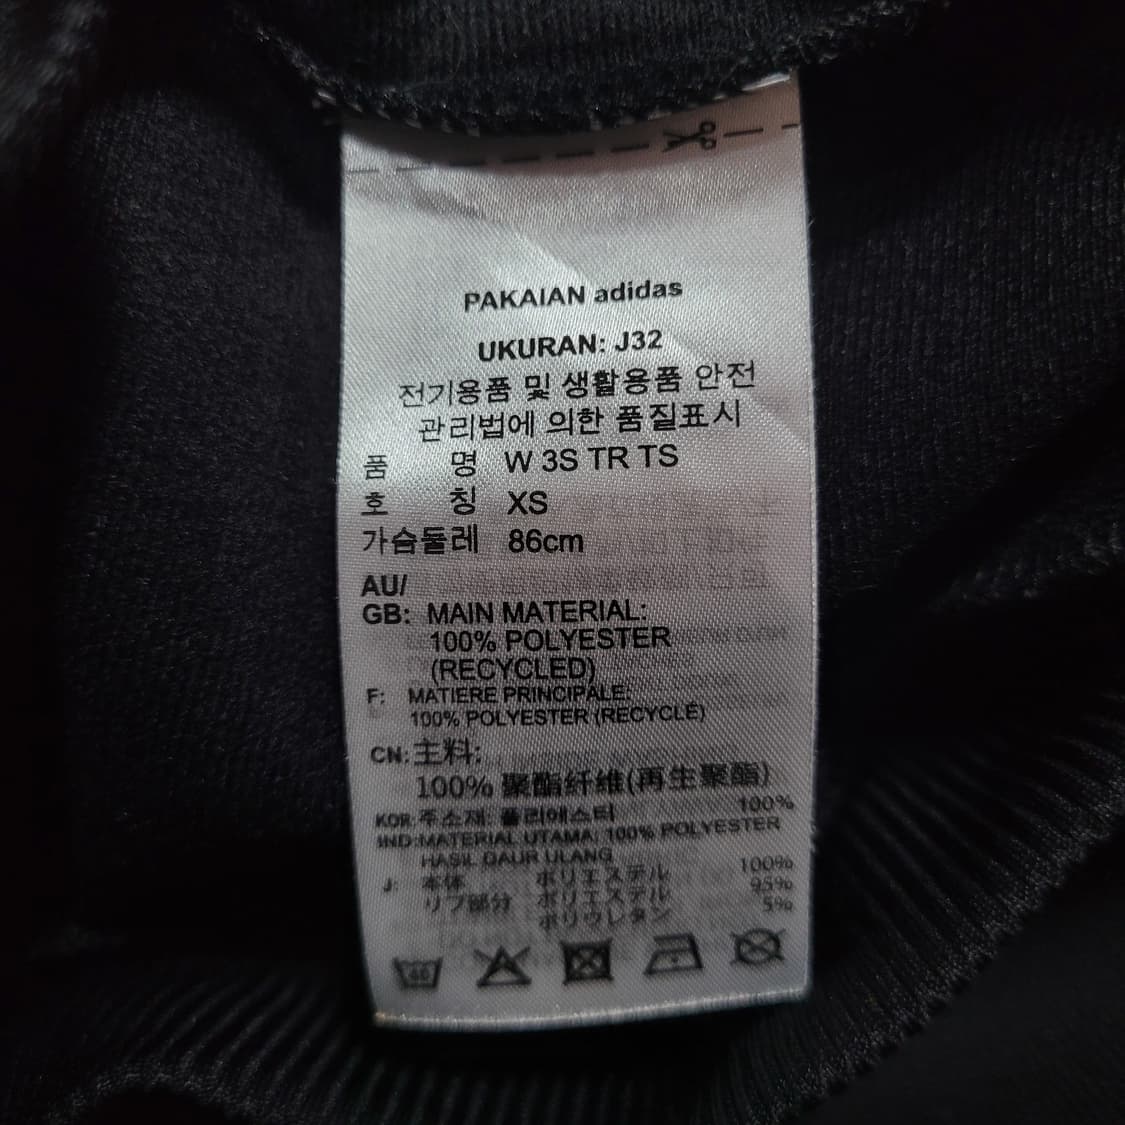 PAKAIAN adidas
UKURAN: J32
전기용품 및 생활용품 안전
관리법에 의한 품질표시
품 명 W 3S TR TS
호 칭 XS
가슴둘레 86cm
AU/
GB: MAIN MATERIAL:
100% POLYESTER
(RECYCLED)
F: MATIERE PRINCIPALE:
100% POLYESTER (RECYCLÉ)
CN: 主料:
100% 聚酯纤维(再生聚酯)
KOR: 주소재: 폴리에스터 100%
IND: MATERIAL UTAMA: 100% POLYESTER
HASIL DAUR ULANG
J: 本体 ポリエステル 100%
リブ部分 ポリエステル 95%
ポリウレタン 5%
40